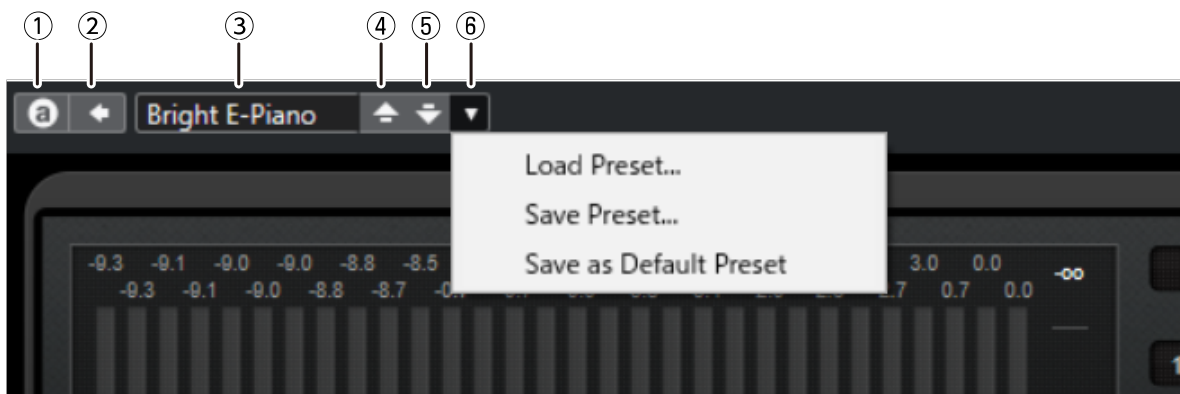 ① ② ③ ④ ⑤ ⑥
a Bright E-Piano
Load Preset...
Save Preset...
Save as Default Preset
-9.3 -9.1 -9.0 -9.0 -8.8 -8.5 3.0 0.0 -∞
-9.3 -9.1 -9.0 -8.8 -8.7 0.7 0.0